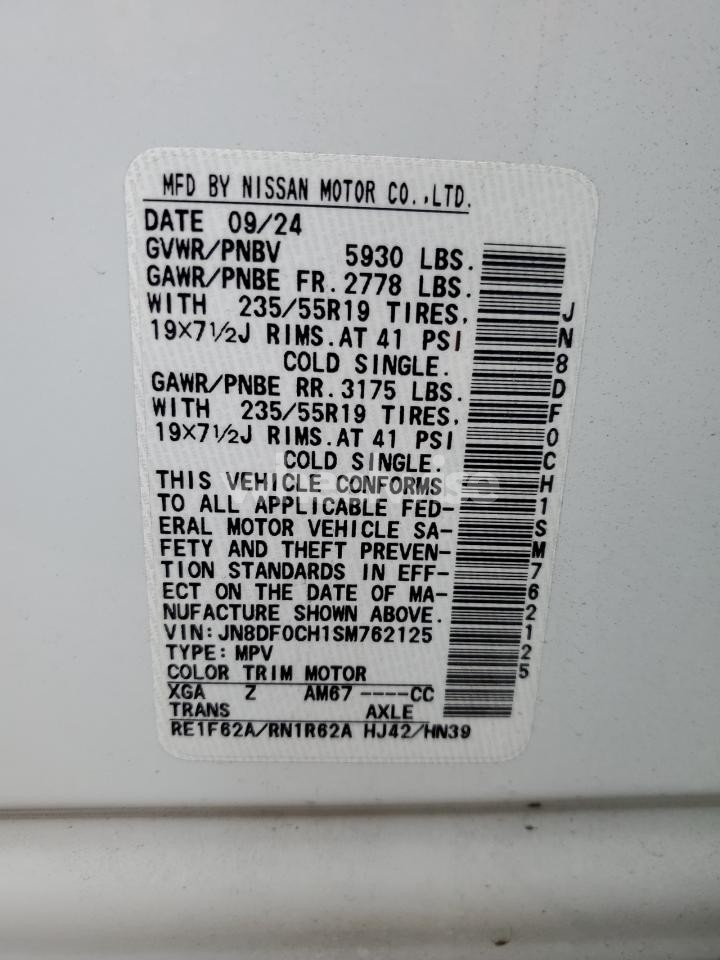 MFD BY NISSAN MOTOR CO.,LTD.
DATE 09/24
GVWR/PNBV 5930 LBS.
GAWR/PNBE FR. 2778 LBS.
WITH 235/55R19 TIRES,
19×7½J RIMS.AT 41 PSI
COLD SINGLE.
GAWR/PNBE RR. 3175 LBS.
WITH 235/55R19 TIRES,
19×7½J RIMS.AT 41 PSI
COLD SINGLE.
THIS VEHICLE CONFORMS
TO ALL APPLICABLE FED-
ERAL MOTOR VEHICLE SA-
FETY AND THEFT PREVEN-
TION STANDARDS IN EFF-
ECT ON THE DATE OF MA-
NUFACTURE SHOWN ABOVE.
VIN:JN8DF0CH1SM762125
TYPE:MPV
COLOR TRIM MOTOR
XGA Z AM67 ----CC
TRANS AXLE
RE1F62A/RN1R62A HJ42/HN39
JN8DF0CH1SM762125